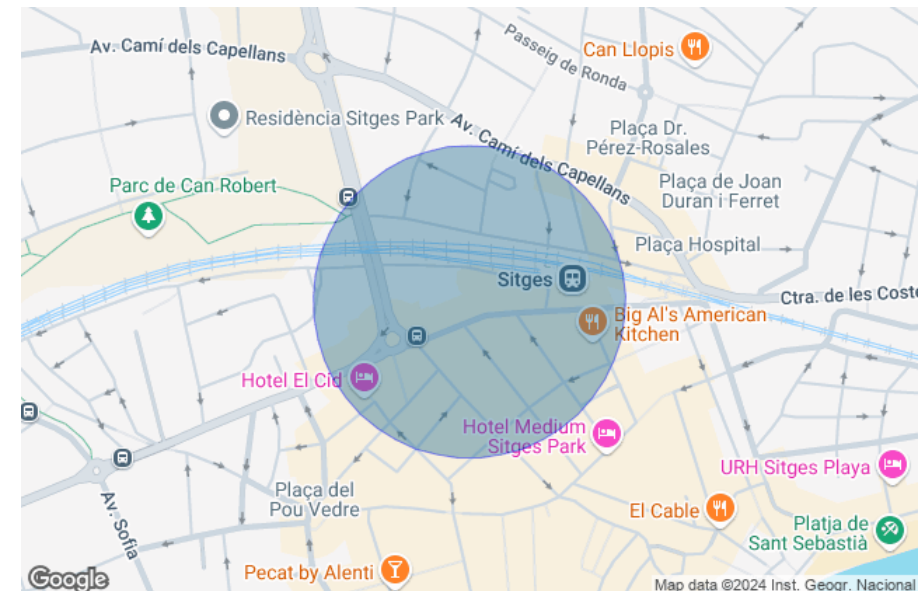 Can Llopis
Av. Camí dels Capellans
Passeig de Ronda
Residència Sitges Park
Av. Camí dels Capellans
Plaça Dr.
Pérez-Rosales
Parc de Can Robert
Plaça de Joan
Duran i Ferret
Plaça Hospital
Sitges
Ctra. de les Coste
Big Al's American
Kitchen
Hotel El Cid
Hotel Medium
Sitges Park
URH Sitges Playa
Plaça del
Pou Vedre
Av. Sofia
El Cable
Platja de
Sant Sebastià
Pecat by Alenti
Google
Map data ©2024 Inst. Geogr. Nacional